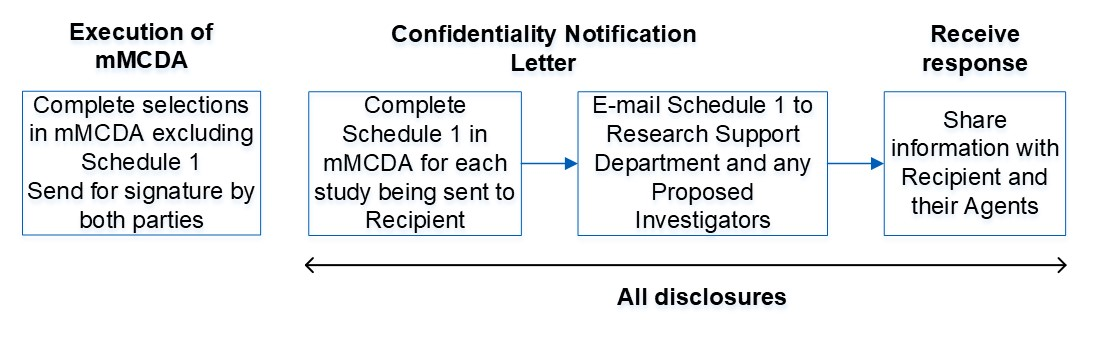 Execution of
mMCDA
Complete selections
in mMCDA excluding
Schedule 1
Send for signature by
both parties
Confidentiality Notification
Letter
Complete
Schedule 1 in
mMCDA for each
study being sent to
Recipient
E-mail Schedule 1 to
Research Support
Department and any
Proposed
Investigators
Receive
response
Share
information with
Recipient and
their Agents
All disclosures